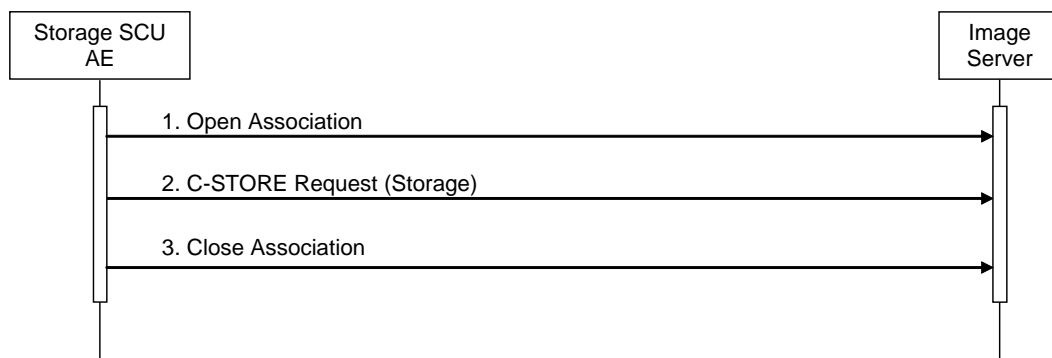 Storage SCU
AE
Image
Server
1. Open Association
2. C-STORE Request (Storage)
3. Close Association